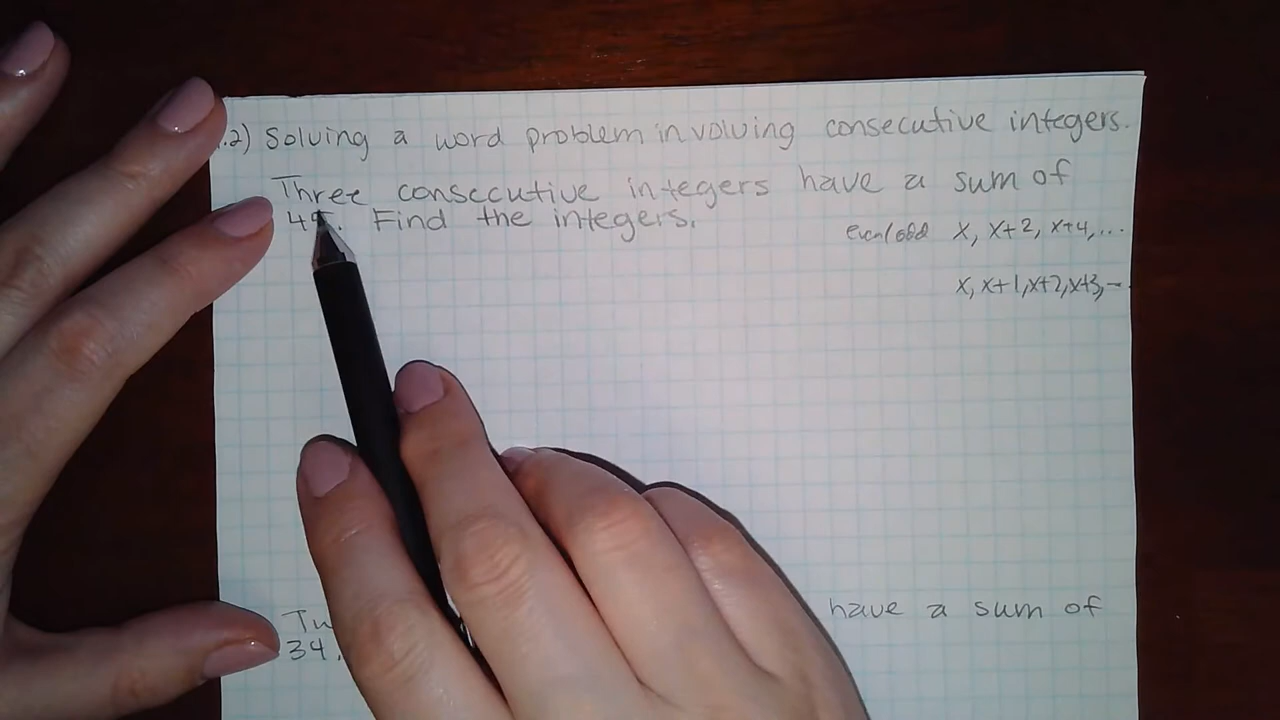 .2) Solving a word problem involving consecutive integers.
Three consecutive integers have a sum of
Find the integers.
even/odd x, x+2, x+4,...
x, x+1, x+2, x+3,...
have a sum of
34.